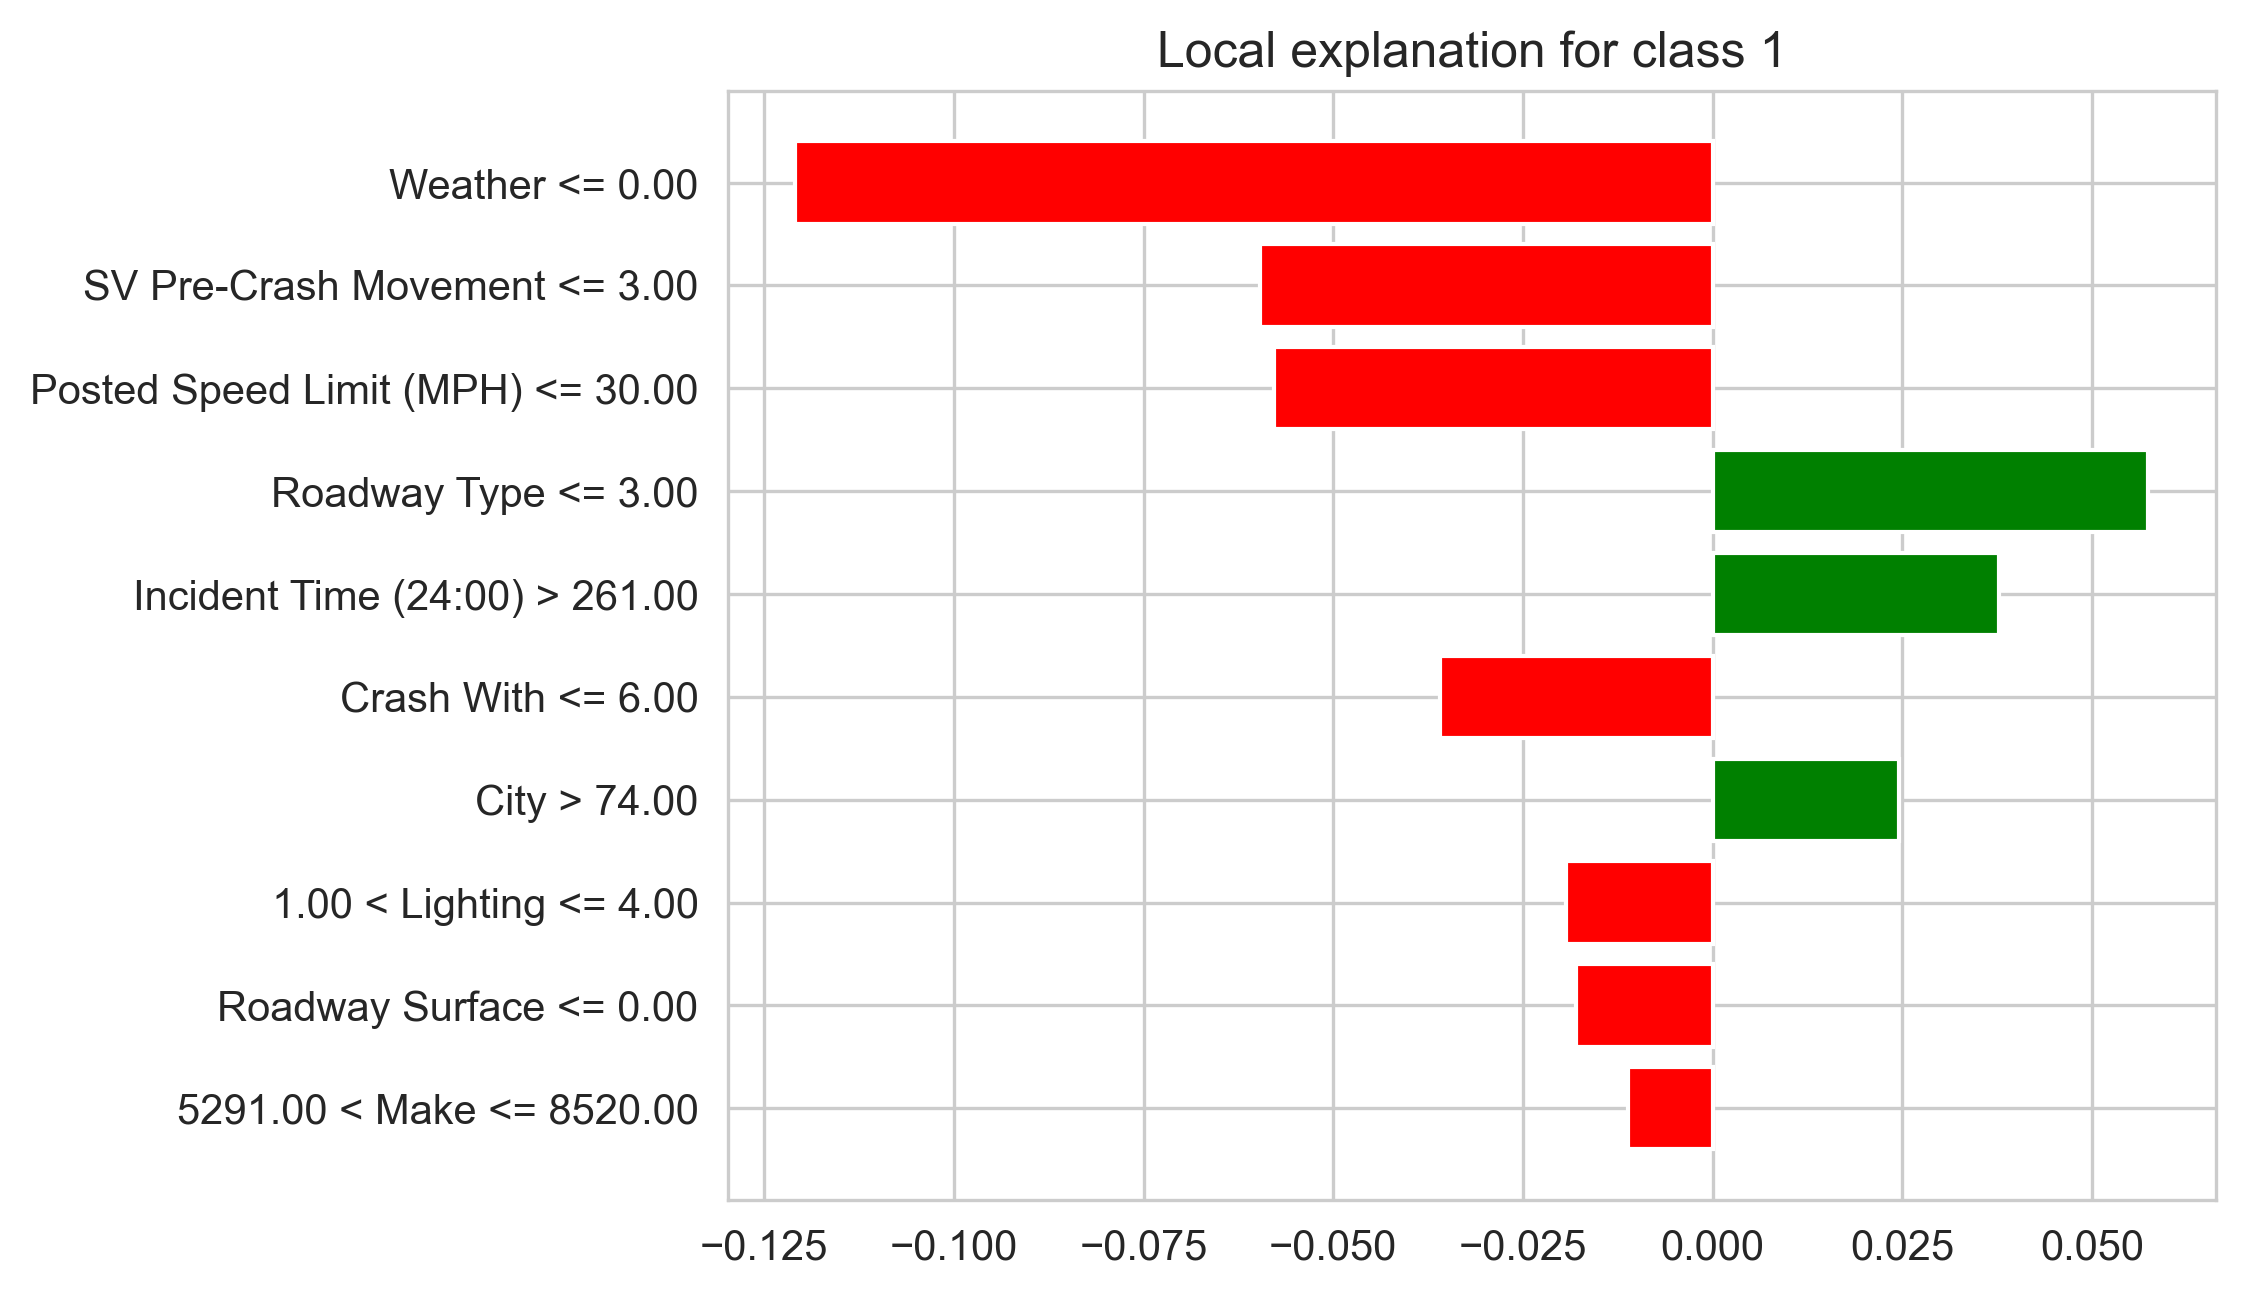 Local explanation for class 1
Weather <= 0.00
SV Pre-Crash Movement <= 3.00
Posted Speed Limit (MPH) <= 30.00
Roadway Type <= 3.00
Incident Time (24:00) > 261.00
Crash With <= 6.00
City > 74.00
1.00 < Lighting <= 4.00
Roadway Surface <= 0.00
5291.00 < Make <= 8520.00
−0.125 −0.100 −0.075 −0.050 −0.025 0.000 0.025 0.050